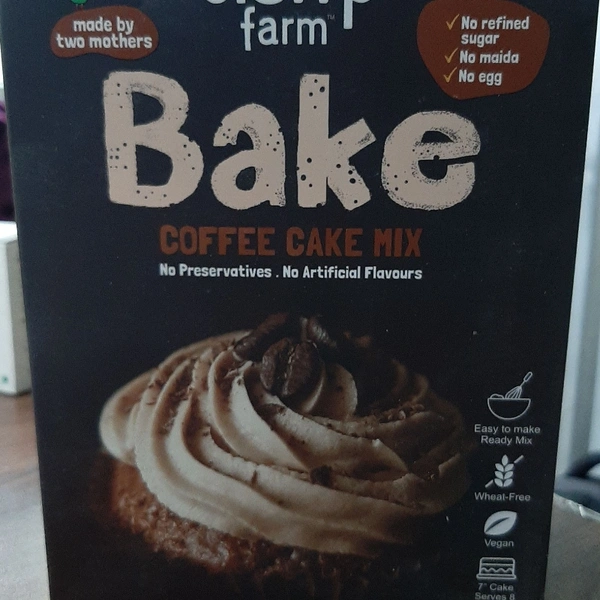 made by
two mothers
farm™
No refined
sugar
No maida
No egg
Bake
COFFEE CAKE MIX
No Preservatives . No Artificial Flavours
Easy to make
Ready Mix
Wheat-Free
Vegan
7" Cake
Serves 8